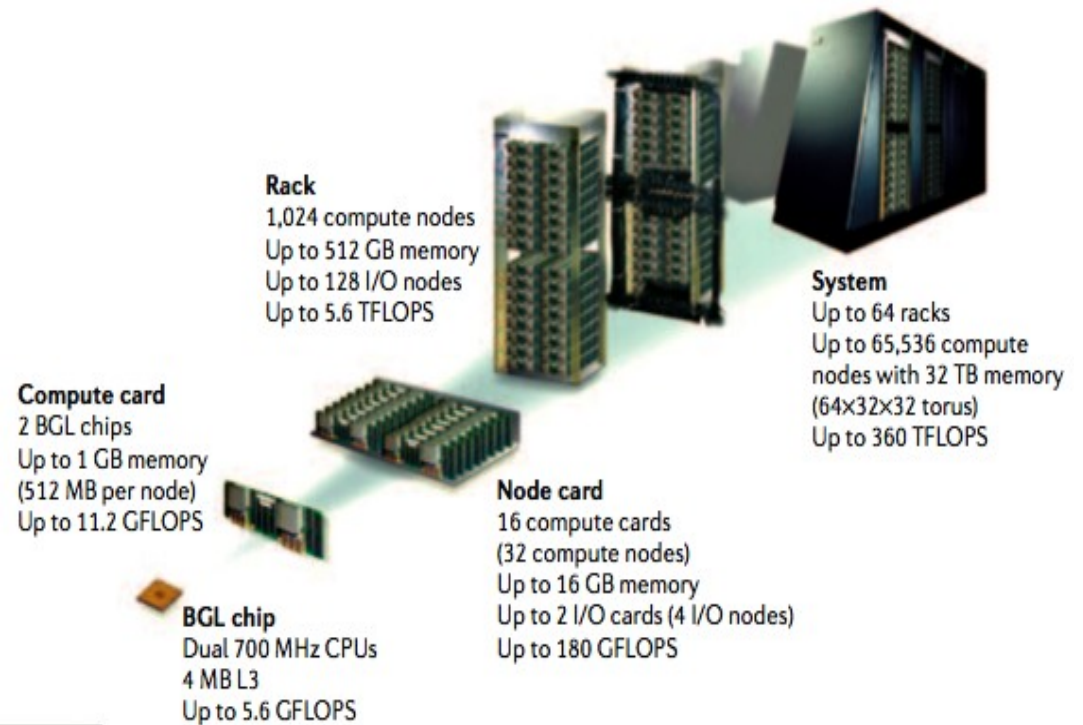 Rack
1,024 compute nodes
Up to 512 GB memory
Up to 128 I/O nodes
Up to 5.6 TFLOPS
System
Up to 64 racks
Up to 65,536 compute
nodes with 32 TB memory
(64×32×32 torus)
Up to 360 TFLOPS
Compute card
2 BGL chips
Up to 1 GB memory
(512 MB per node)
Up to 11.2 GFLOPS
Node card
16 compute cards
(32 compute nodes)
Up to 16 GB memory
Up to 2 I/O cards (4 I/O nodes)
Up to 180 GFLOPS
BGL chip
Dual 700 MHz CPUs
4 MB L3
Up to 5.6 GFLOPS